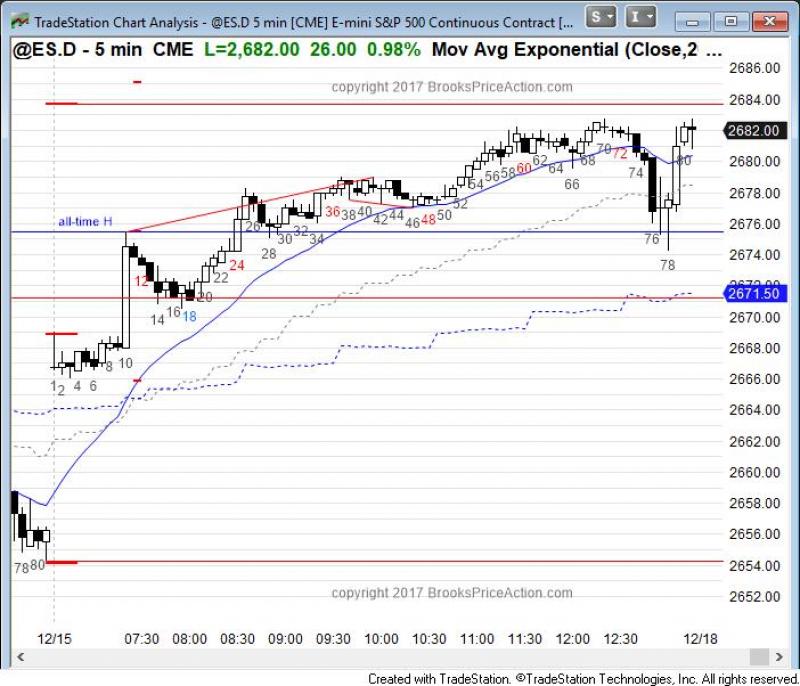 TradeStation Chart Analysis - @ES.D 5 min [CME] E-mini S&P 500 Continuous Contract [...
S I
@ES.D - 5 min CME L=2,682.00 26.00 0.98% Mov Avg Exponential (Close,2 ...
2686.00
copyright 2017 BrooksPriceAction.com
2684.00
2682.00
2680.00
2678.00
2676.00
2674.00
2672.00
2671.50
2670.00
2668.00
2666.00
2664.00
2662.00
2660.00
2658.00
2656.00
2654.00
2652.00
all-time H
78 80
1 2 4 6 8 10
12 14 16 18 20 22 24 26 28 30 32 34
36 38 40 42 44 46 48 50 52 54 56 58 60 62 64 66 68 70 72 74 76 78 80
copyright 2017 BrooksPriceAction.com
12/15 07:30 08:00 08:30 09:00 09:30 10:00 10:30 11:00 11:30 12:00 12:30 12/18
Created with TradeStation. ©TradeStation Technologies, Inc. All rights reserved.